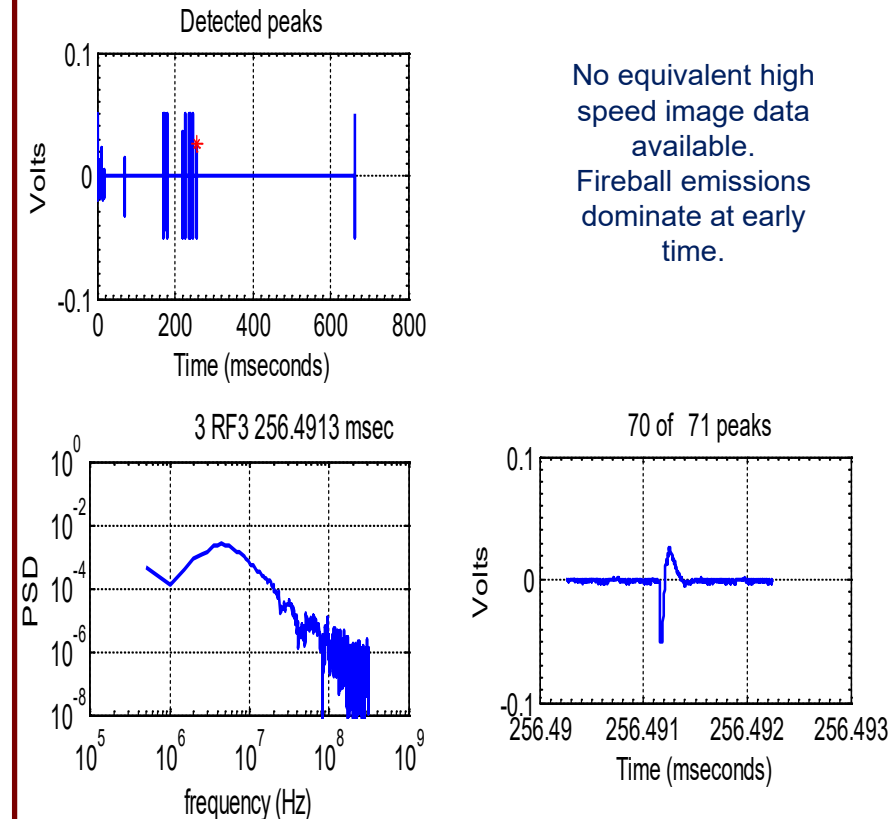 Detected peaks
0.1
0
-0.1
Volts
0 200 400 600 800
Time (mseconds)
No equivalent high
speed image data
available.
Fireball emissions
dominate at early
time.
3 RF3 256.4913 msec
10^0
10^-2
10^-4
10^-6
10^-8
PSD
10^5 10^6 10^7 10^8 10^9
frequency (Hz)
70 of 71 peaks
0.1
0
-0.1
Volts
256.49 256.491 256.492 256.493
Time (mseconds)